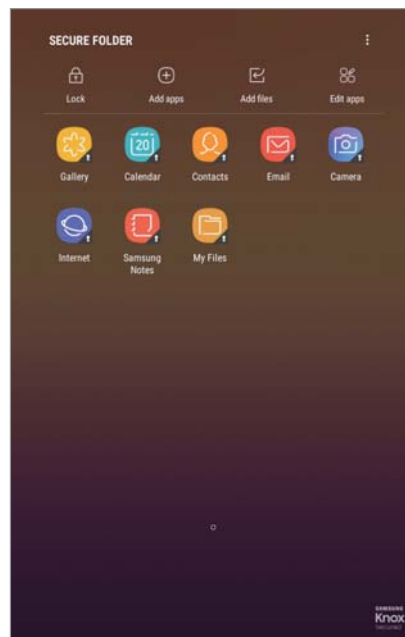 SECURE FOLDER
Lock
Add apps
Add files
Edit apps
20
Gallery
Calendar
Contacts
Email
Camera
Internet
Samsung
Notes
My Files
SAMSUNG
Knox
Secured